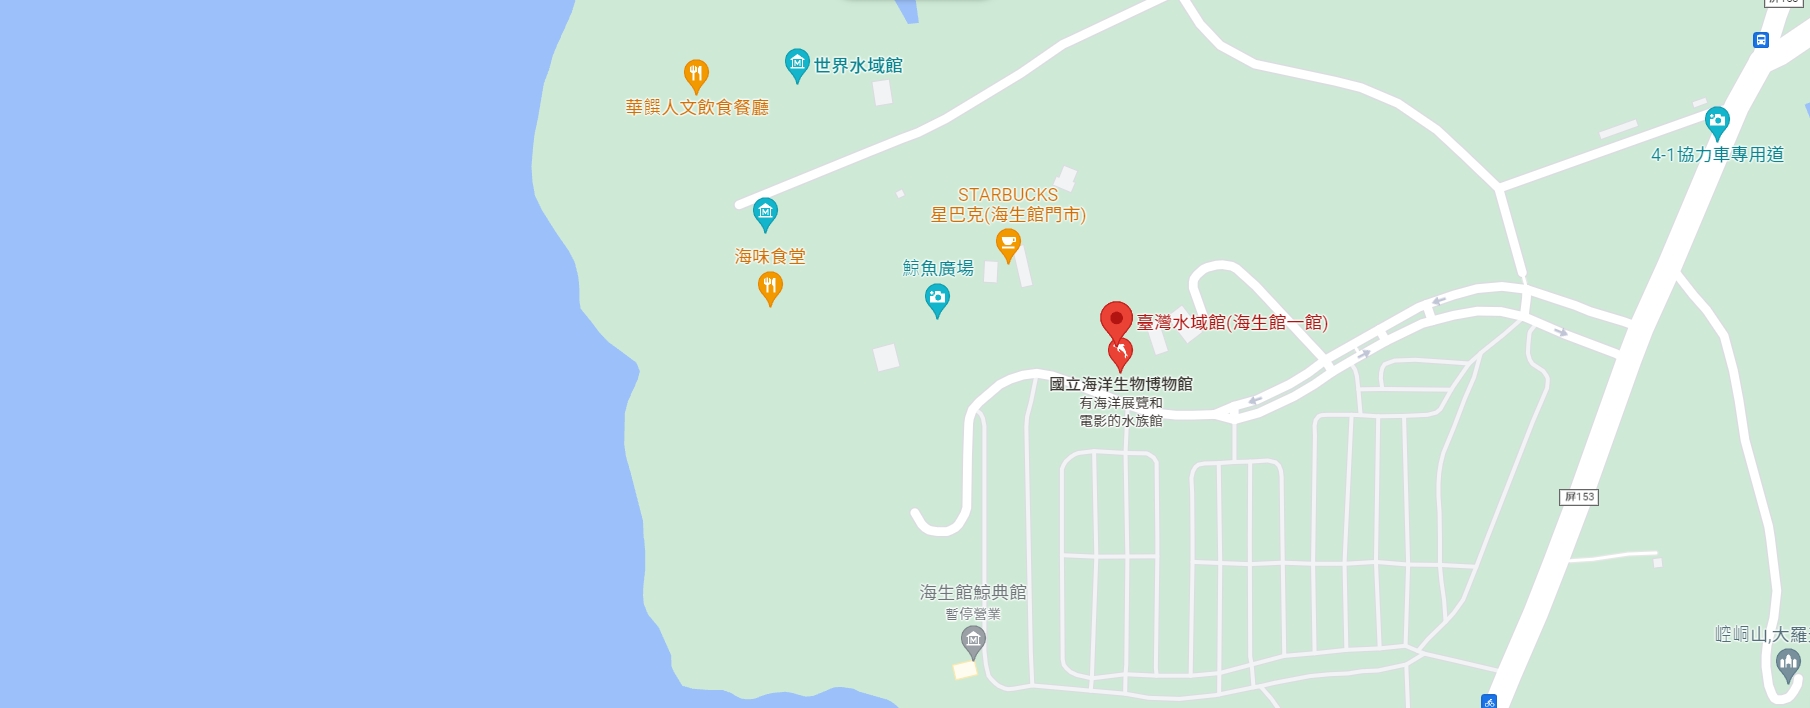 屏153
世界水域館
華饌人文飲食餐廳
4-1協力車專用道
STARBUCKS
星巴克(海生館門市)
海味食堂
鯨魚廣場
臺灣水域館(海生館一館)
國立海洋生物博物館
有海洋展覽和
電影的水族館
屏153
海生館鯨典館
暫停營業
崆峒山,大羅